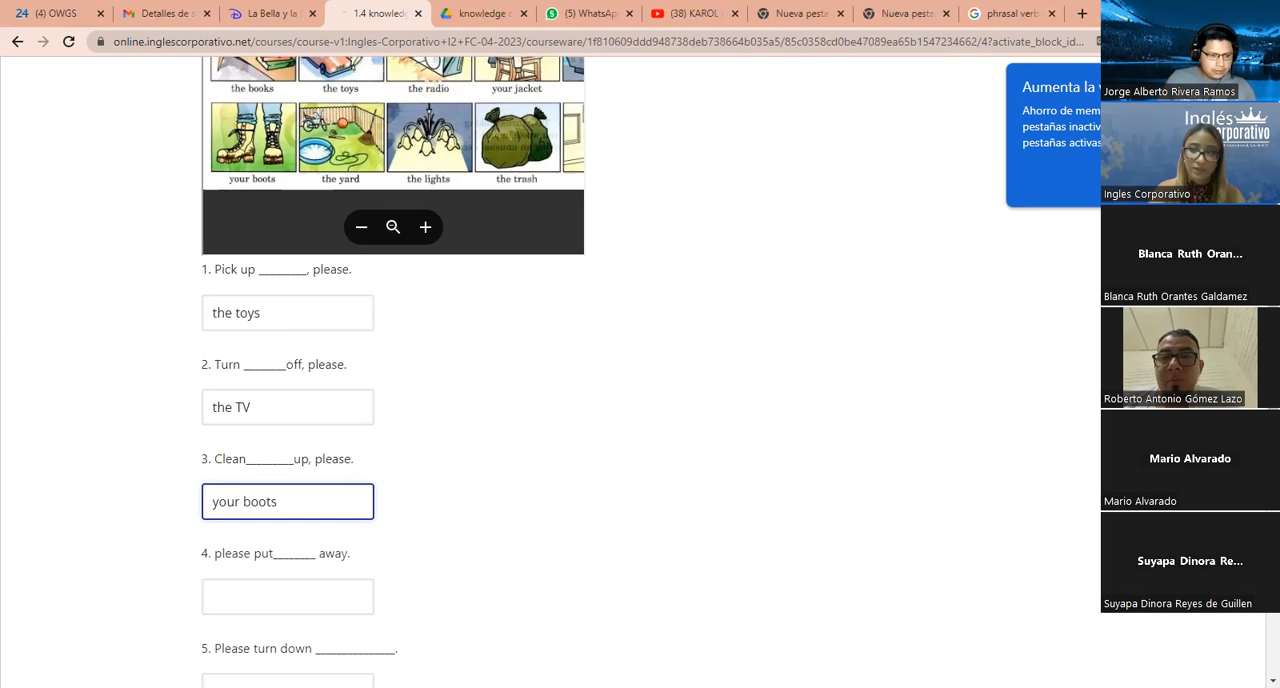 24 (4) OWGS
Detalles de s
La Bella y la
1.4 knowledg
knowledge c
(5) WhatsAp
(38) KAROL
Nueva pesta
Nueva pestañ
phrasal verb
online.inglescorporativo.net/courses/course-v1:Ingles-Corporativo+I2+FC-04-2023/courseware/1f810609ddd948738deb738664b035a5/85c0358cd0be47089ea65b1547234662/4?activate_block_id...
the books
the toys
the radio
your jacket
your boots
the yard
the lights
the trash
1. Pick up ________, please.
the toys
2. Turn _______off, please.
the TV
3. Clean________up, please.
your boots
4. please put_______ away.
5. Please turn down _____________.
Aumenta la
Ahorro de mem
pestañas inactiv
pestañas activas
Jorge Alberto Rivera Ramos
Inglés
orporativo
Ingles Corporativo
Blanca Ruth Oran...
Blanca Ruth Orantes Galdamez
Roberto Antonio Gómez Lazo
Mario Alvarado
Mario Alvarado
Suyapa Dinora Re...
Suyapa Dinora Reyes de Guillen